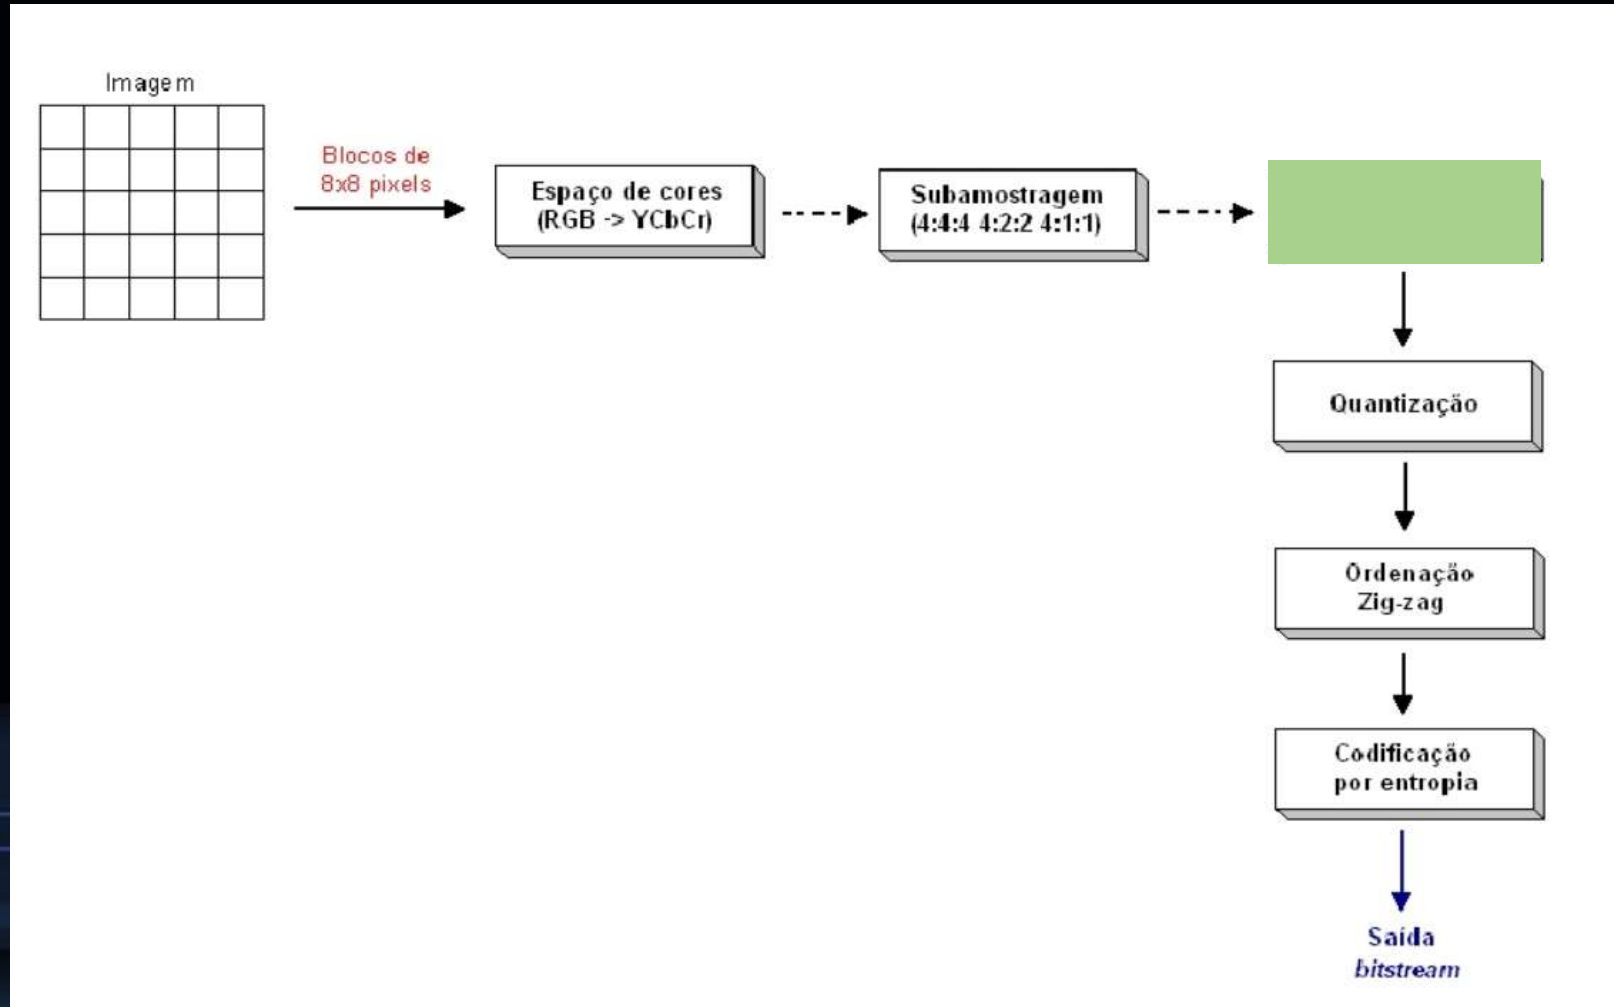 Imagem
Blocos de
8x8 pixels
Espaço de cores
(RGB -> YCbCr)
Subamostragem
(4:4:4 4:2:2 4:1:1)
Quantização
Ordenação
Zig-zag
Codificação
por entropia
Saída
bitstream